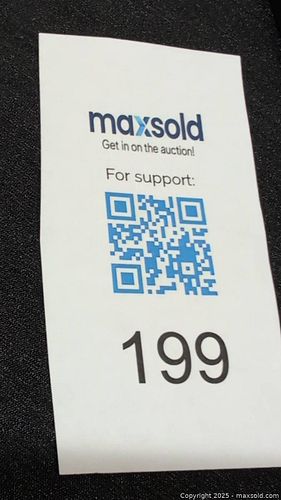 maxsold
Get in on the auction!
For support:
199
Copyright © 2025 - maxsold.com